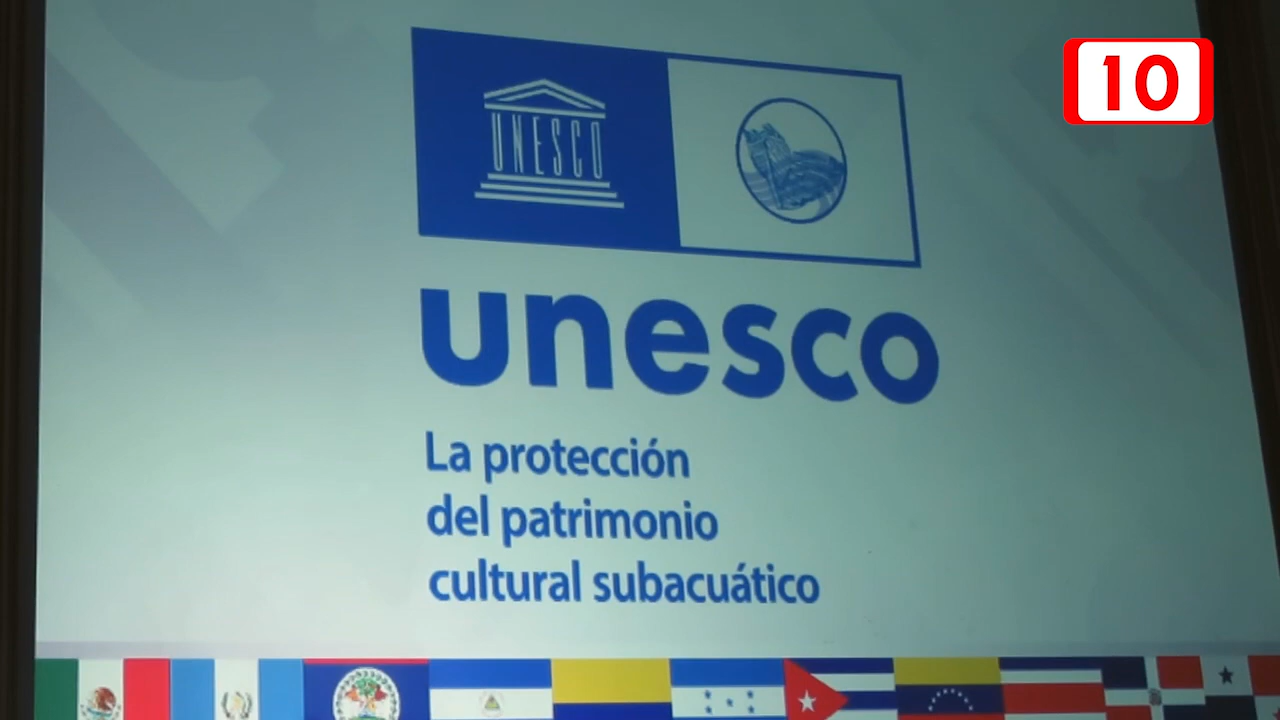 10
UNESCO
unesco
La protección
del patrimonio
cultural subacuático